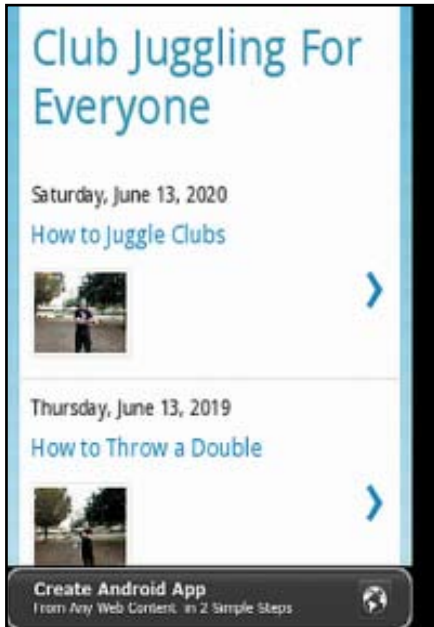 Club Juggling For
Everyone
Saturday, June 13, 2020
How to Juggle Clubs
Thursday, June 13, 2019
How to Throw a Double
Create Android App
From Any Web Content in 2 Simple Steps